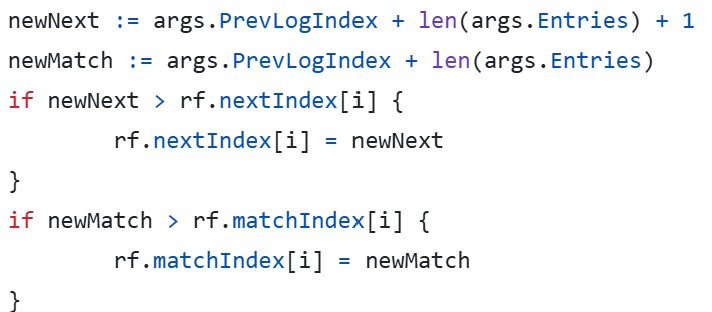 newNext := args.PrevLogIndex + len(args.Entries) + 1
newMatch := args.PrevLogIndex + len(args.Entries)
if newNext > rf.nextIndex[i] {
        rf.nextIndex[i] = newNext
}
if newMatch > rf.matchIndex[i] {
        rf.matchIndex[i] = newMatch
}